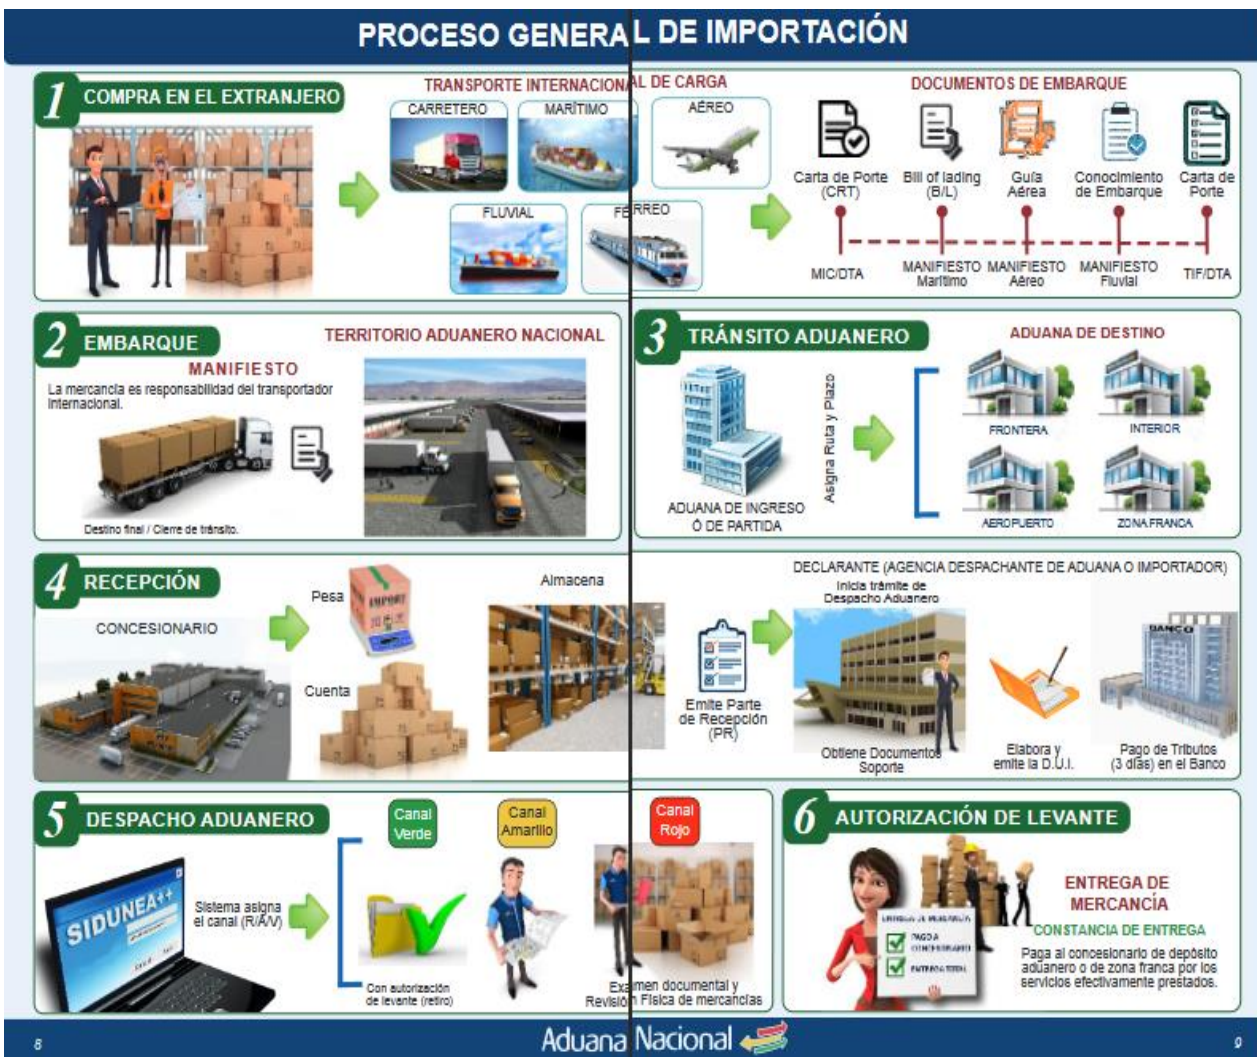 PROCESO GENERAL DE IMPORTACIÓN
1 COMPRA EN EL EXTRANJERO
TRANSPORTE INTERNACIONAL DE CARGA
CARRETERO
MARÍTIMO
AÉREO
FLUVIAL
FÉRREO
DOCUMENTOS DE EMBARQUE
Carta de Porte
(CRT)
Bill of lading
(B/L)
Guía
Aérea
Conocimiento
de Embarque
Carta de
Porte
MIC/DTA
MANIFIESTO
Marítimo
MANIFIESTO
Aéreo
MANIFIESTO
Fluvial
TIF/DTA
2 EMBARQUE
TERRITORIO ADUANERO NACIONAL
MANIFIESTO
La mercancía es responsabilidad del transportador
internacional.
Destino final / Cierre de tránsito.
3 TRÁNSITO ADUANERO
ADUANA DE DESTINO
Asigna Ruta y Plazo
ADUANA DE INGRESO
Ó DE PARTIDA
FRONTERA
INTERIOR
AEROPUERTO
ZONA FRANCA
4 RECEPCIÓN
CONCESIONARIO
Pesa
IMPORT
Cuenta
Almacena
Emite Parte
de Recepción
(PR)
DECLARANTE (AGENCIA DESPACHANTE DE ADUANA O IMPORTADOR)
Inicia trámite de
Despacho Aduanero
Obtiene Documentos
Soporte
Elabora y
emite la D.U.I.
BANCO
Pago de Tributos
(3 días) en el Banco
5 DESPACHO ADUANERO
SIDUNEA++
Sistema asigna
el canal (R/A/V)
Canal
Verde
Canal
Amarillo
Canal
Rojo
Con autorización
de levante (retiro)
Examen documental y
Revisión Física de mercancías
6 AUTORIZACIÓN DE LEVANTE
ENTREGA DE MERCANCÍA
PAGO A
CONCESIONARIO
ENTREGA TOTAL
ENTREGA DE
MERCANCÍA
CONSTANCIA DE ENTREGA
Paga al concesionario de depósito
aduanero o de zona franca por los
servicios efectivamente prestados.
8
Aduana Nacional
9